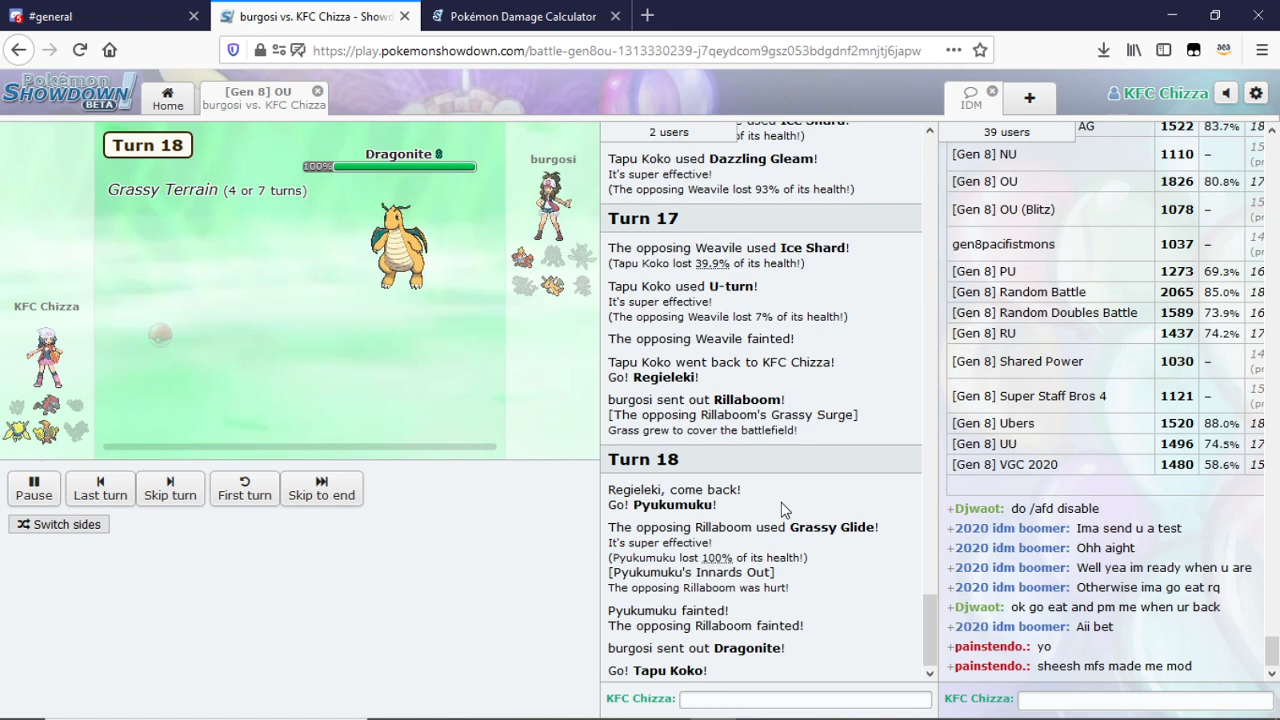 #general
burgosi vs. KFC Chizza - Showd
Pokémon Damage Calculator
https://play.pokemonshowdown.com/battle-gen8ou-1313330239-j7qeydcom9gsz053bdgdnf2mnjtj6japw
Pokémon
Showdown
BETA
Home
[Gen 8] OU
burgosi vs. KFC Chizza
IDM
KFC Chizza
Turn 18
Grassy Terrain (4 or 7 turns)
Dragonite
100%
burgosi
KFC Chizza
Pause
Last turn
Skip turn
First turn
Skip to end
Switch sides
2 users
of its health!)
Tapu Koko used Dazzling Gleam!
It's super effective!
(The opposing Weavile lost 93% of its health!)
Turn 17
The opposing Weavile used Ice Shard!
(Tapu Koko lost 39.9% of its health!)
Tapu Koko used U-turn!
It's super effective!
(The opposing Weavile lost 7% of its health!)
The opposing Weavile fainted!
Tapu Koko went back to KFC Chizza!
Go! Regieleki!
burgosi sent out Rillaboom!
[The opposing Rillaboom's Grassy Surge]
Grass grew to cover the battlefield!
Turn 18
Regieleki, come back!
Go! Pyukumuku!
The opposing Rillaboom used Grassy Glide!
It's super effective!
(Pyukumuku lost 100% of its health!)
[Pyukumuku's Innards Out]
The opposing Rillaboom was hurt!
Pyukumuku fainted!
The opposing Rillaboom fainted!
burgosi sent out Dragonite!
Go! Tapu Koko!
KFC Chizza:
39 users
AG 1522 83.7% 18
[Gen 8] NU 1110 –
[Gen 8] OU 1826 80.8% 17
[Gen 8] OU (Blitz) 1078 –
gen8pacifistmons 1037 –
[Gen 8] PU 1273 69.3% 16
[Gen 8] Random Battle 2065 85.0% 18
[Gen 8] Random Doubles Battle 1589 73.9% 16
[Gen 8] RU 1437 74.2% 17
[Gen 8] Shared Power 1030 –
[Gen 8] Super Staff Bros 4 1121 –
[Gen 8] Ubers 1520 88.0% 18
[Gen 8] UU 1496 74.5% 17
[Gen 8] VGC 2020 1480 58.6% 15
+Djwaot: do /afd disable
+2020 idm boomer: Ima send u a test
+2020 idm boomer: Ohh aight
+2020 idm boomer: Well yea im ready when u are
+2020 idm boomer: Otherwise ima go eat rq
+Djwaot: ok go eat and pm me when ur back
+2020 idm boomer: Aii bet
+painstendo.: yo
+painstendo.: sheesh mfs made me mod
KFC Chizza: